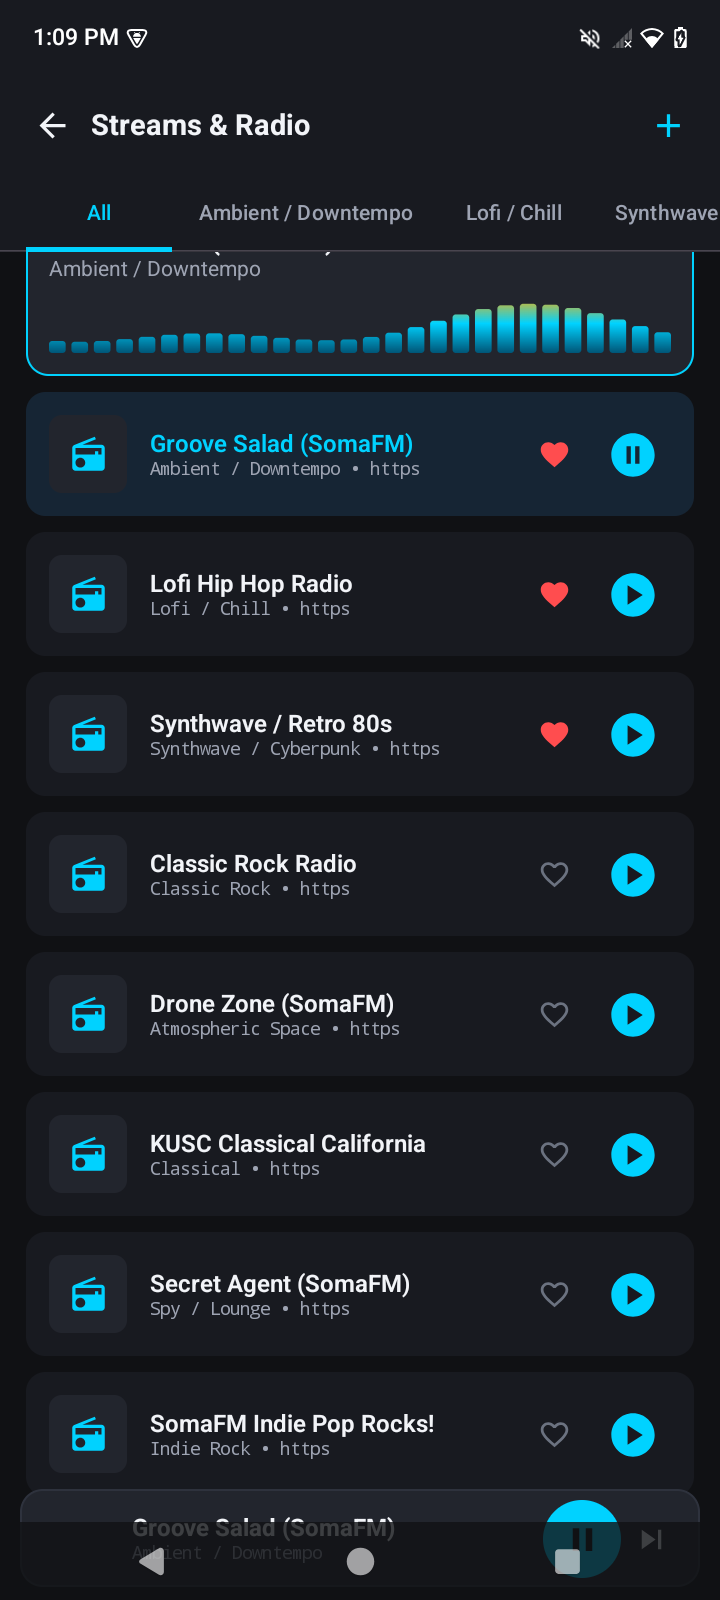 1:09 PM
Streams & Radio
All
Ambient / Downtempo
Lofi / Chill
Synthwave
Ambient / Downtempo
Groove Salad (SomaFM)
Ambient / Downtempo • https
Lofi Hip Hop Radio
Lofi / Chill • https
Synthwave / Retro 80s
Synthwave / Cyberpunk • https
Classic Rock Radio
Classic Rock • https
Drone Zone (SomaFM)
Atmospheric Space • https
KUSC Classical California
Classical • https
Secret Agent (SomaFM)
Spy / Lounge • https
SomaFM Indie Pop Rocks!
Indie Rock • https
Groove Salad (SomaFM)
Ambient / Downtempo